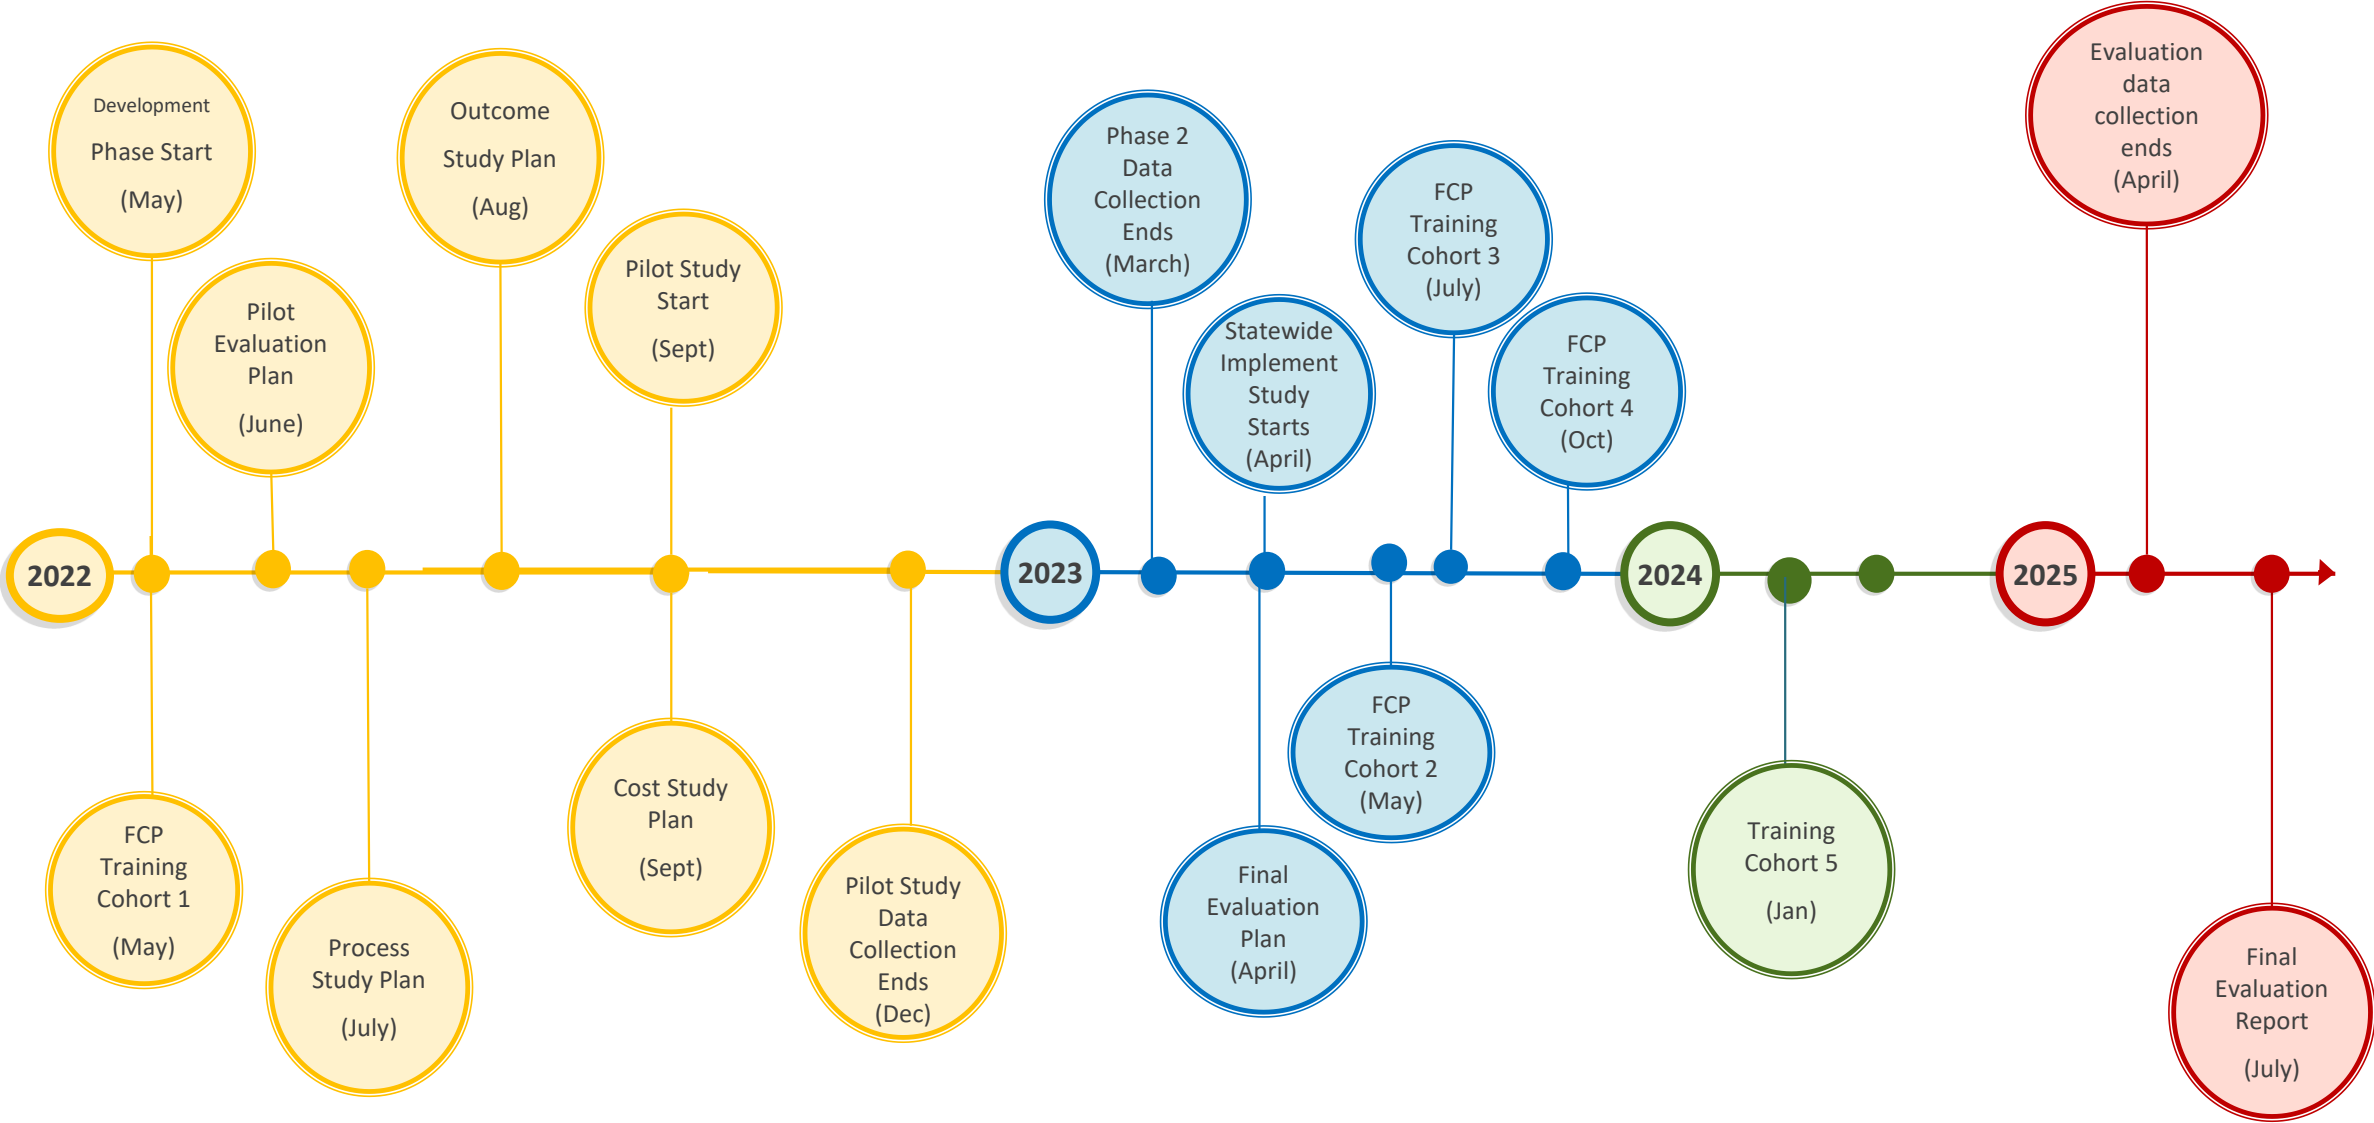 Development
Phase Start
(May)
Pilot
Evaluation
Plan
(June)
Outcome
Study Plan
(Aug)
Pilot Study
Start
(Sept)
Phase 2
Data
Collection
Ends
(March)
Statewide
Implement
Study
Starts
(April)
FCP
Training
Cohort 3
(July)
FCP
Training
Cohort 4
(Oct)
Evaluation
data
collection
ends
(April)
2022
2023
2024
2025
FCP
Training
Cohort 1
(May)
Process
Study Plan
(July)
Cost Study
Plan
(Sept)
Pilot Study
Data
Collection
Ends
(Dec)
Final
Evaluation
Plan
(April)
FCP
Training
Cohort 2
(May)
Training
Cohort 5
(Jan)
Final
Evaluation
Report
(July)